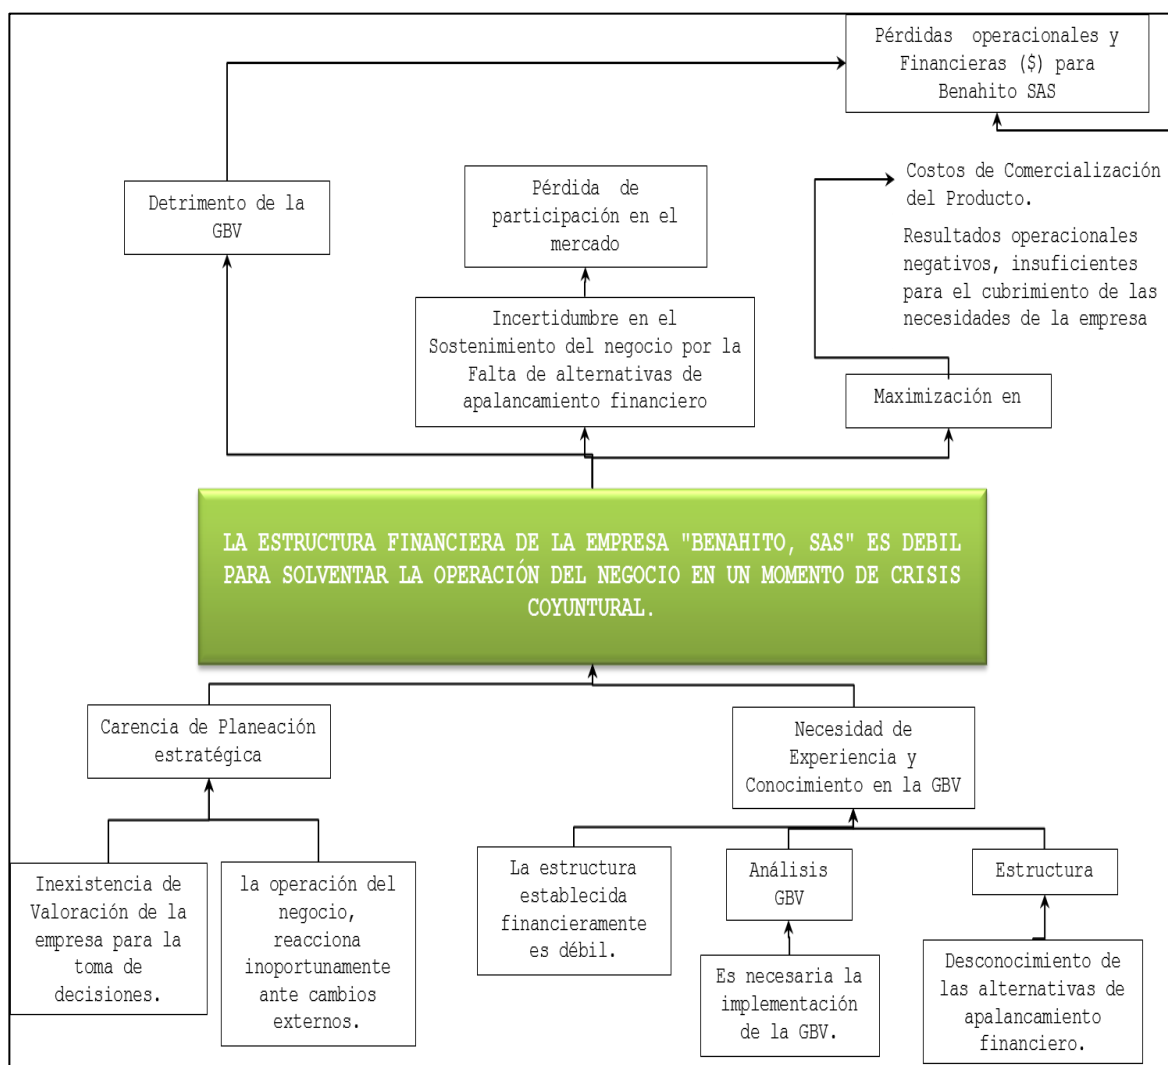 Pérdidas operacionales y
Financieras ($) para
Benahito SAS
Detrimento de la
GBV
Pérdida de
participación en el
mercado
Costos de Comercialización
del Producto.
Resultados operacionales
negativos, insuficientes
para el cubrimiento de las
necesidades de la empresa
Incertidumbre en el
Sostenimiento del negocio por la
Falta de alternativas de
apalancamiento financiero
Maximización en
LA ESTRUCTURA FINANCIERA DE LA EMPRESA "BENAHITO, SAS" ES DEBIL
PARA SOLVENTAR LA OPERACIÓN DEL NEGOCIO EN UN MOMENTO DE CRISIS
COYUNTURAL.
Carencia de Planeación
estratégica
Necesidad de
Experiencia y
Conocimiento en la GBV
Inexistencia de
Valoración de la
empresa para la
toma de
decisiones.
la operación del
negocio,
reacciona
inoportunamente
ante cambios
externos.
La estructura
establecida
financieramente
es débil.
Análisis
GBV
Estructura
Es necesaria la
implementación
de la GBV.
Desconocimiento de
las alternativas de
apalancamiento
financiero.